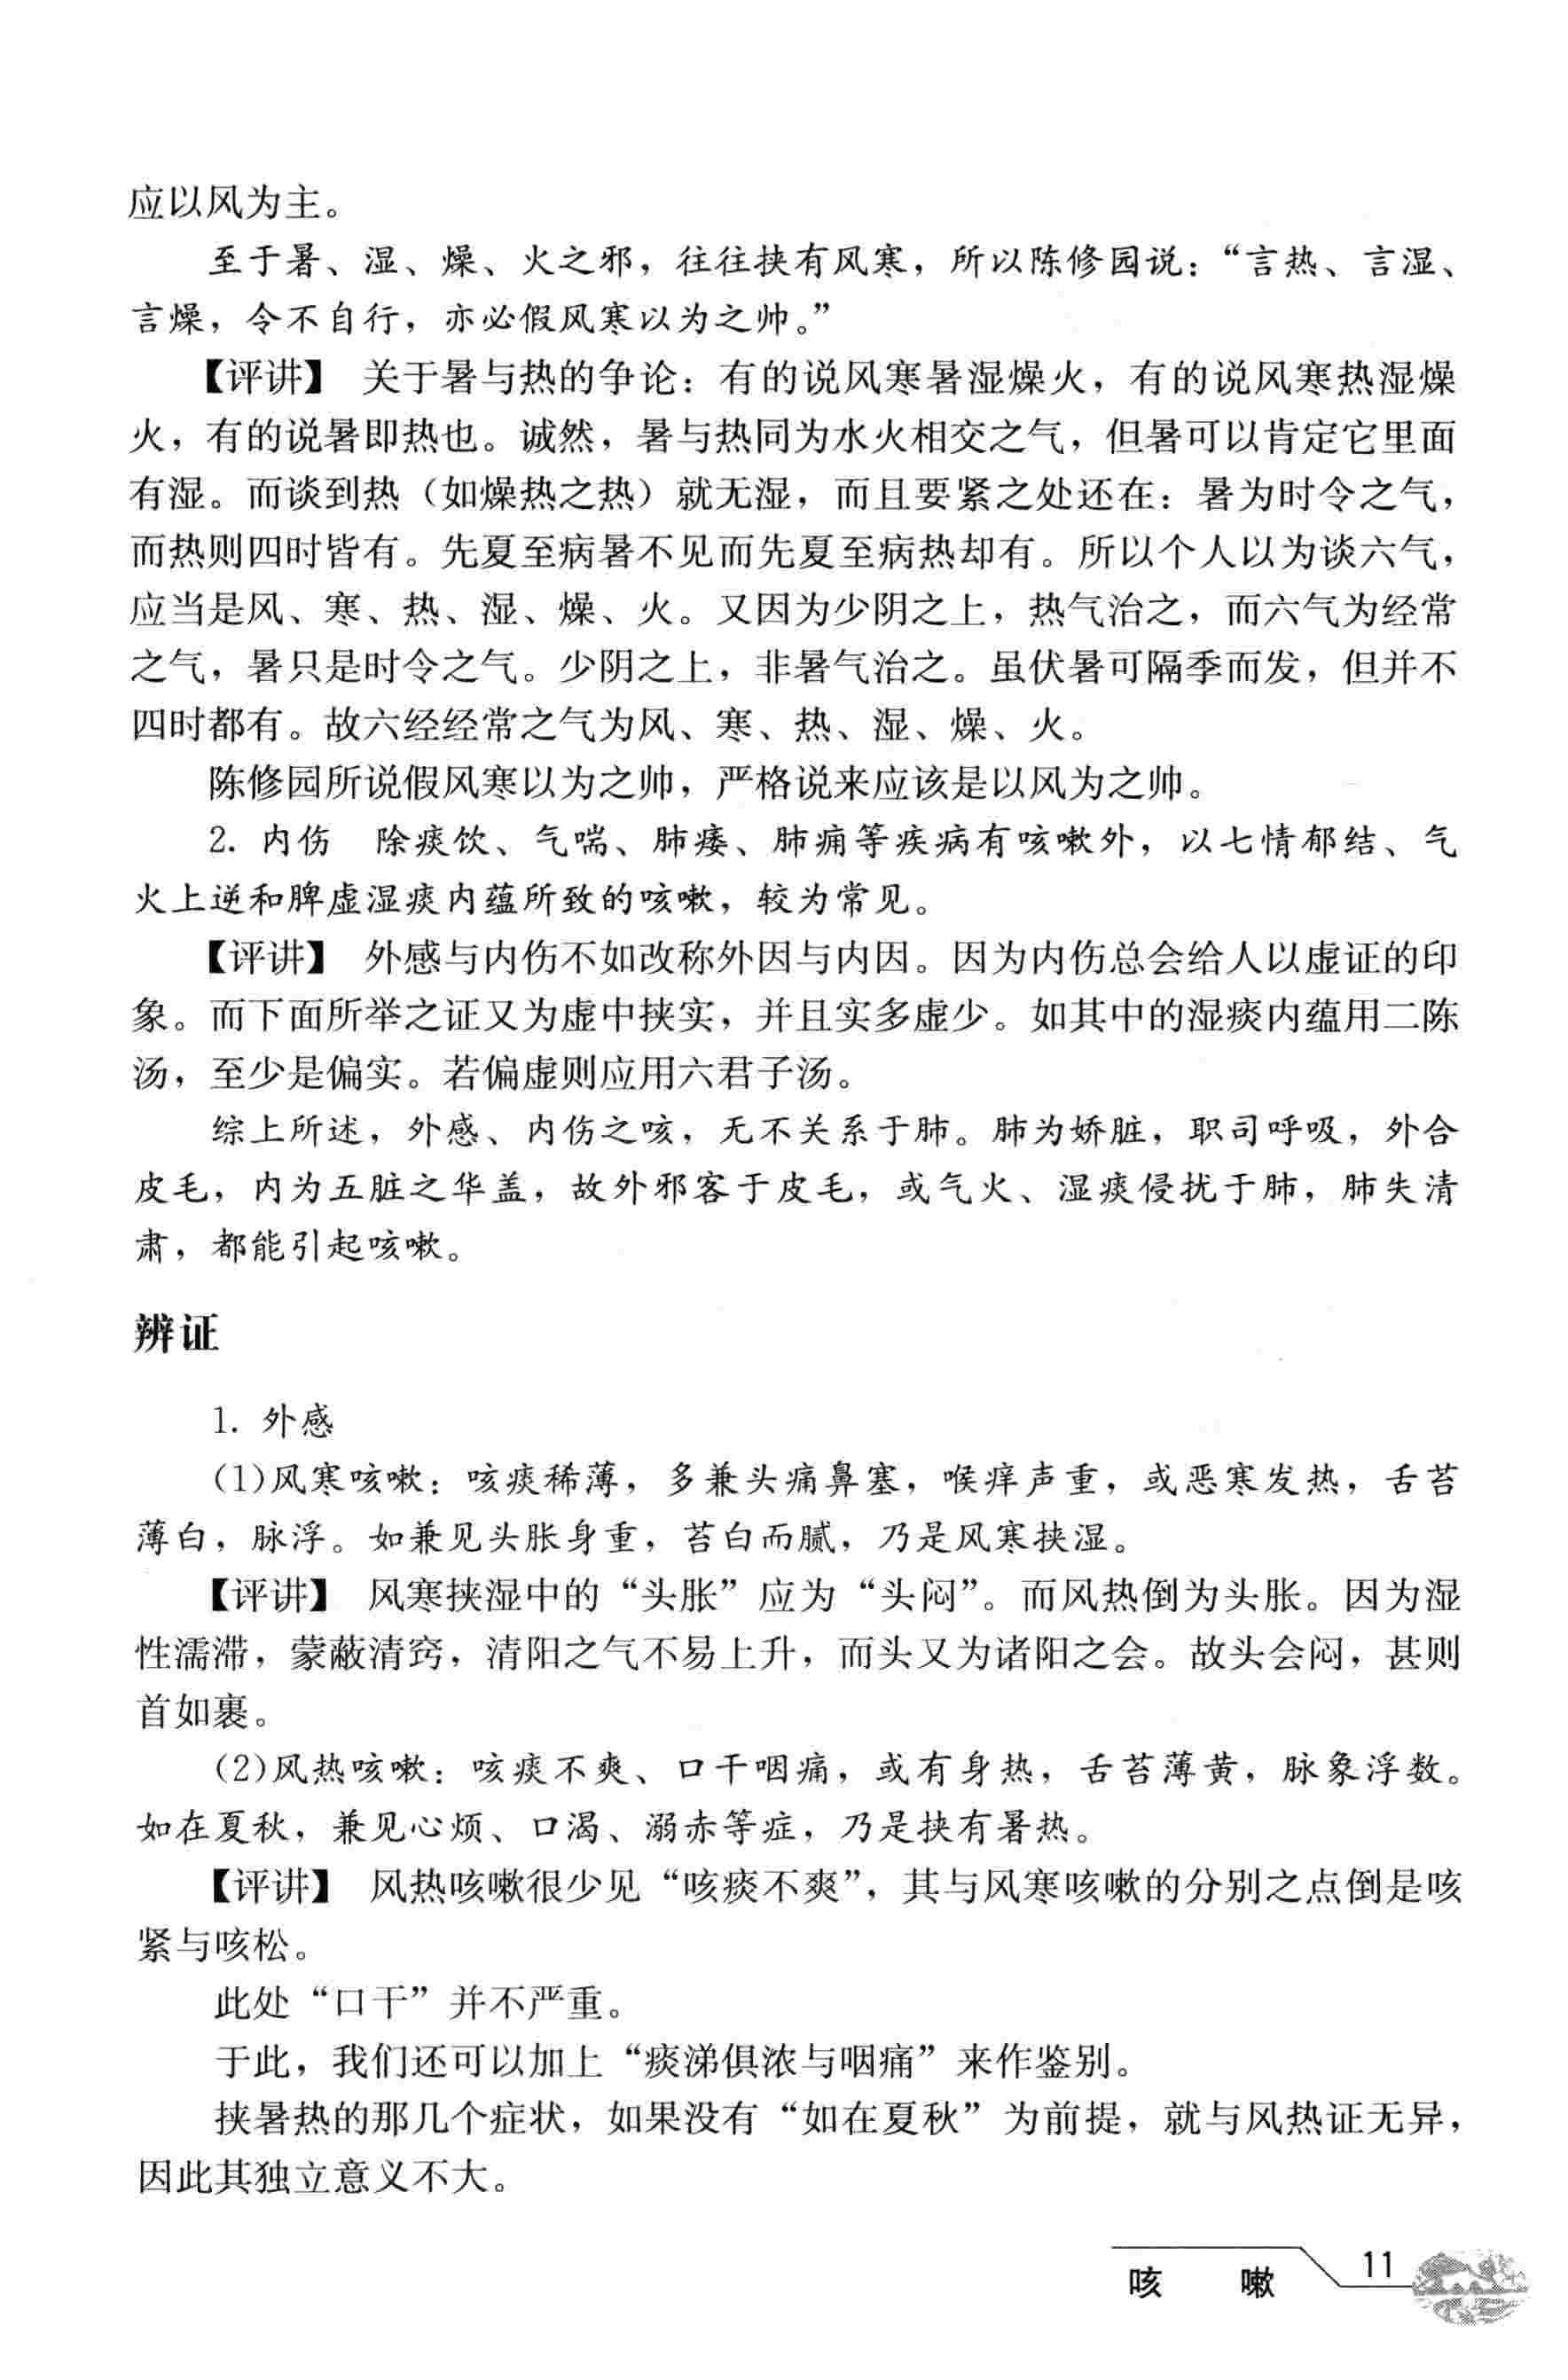 应以风为主。
至于暑、湿、燥、火之邪，往往挟有风寒，所以陈修园说：“言热、言湿、
言燥，令不自行，亦必假风寒以为之帅。”
【评讲】 关于暑与热的争论：有的说风寒暑湿燥火，有的说风寒热湿燥
火，有的说暑即热也。诚然，暑与热同为水火相交之气，但暑可以肯定它里面
有湿。而谈到热（如燥热之热）就无湿，而且要紧之处还在：暑为时令之气，
而热则四时皆有。先夏至病暑不见而先夏至病热却有。所以个人以为谈六气，
应当是风、寒、热、湿、燥、火。又因为少阴之上，热气治之，而六气为经常
之气，暑只是时令之气。少阴之上，非暑气治之。虽伏暑可隔季而发，但并不
四时都有。故六经经常之气为风、寒、热、湿、燥、火。
陈修园所说假风寒以为之帅，严格说来应该是以风为之帅。
2. 内伤 除痰饮、气喘、肺痿、肺痈等疾病有咳嗽外，以七情郁结、气
火上逆和脾虚湿痰内蕴所致的咳嗽，较为常见。
【评讲】 外感与内伤不如改称外因与内因。因为内伤总会给人以虚证的印
象。而下面所举之证又为虚中挟实，并且实多虚少。如其中的湿痰内蕴用二陈
汤，至少是偏实。若偏虚则应用六君子汤。
综上所述，外感、内伤之咳，无不关系于肺。肺为娇脏，职司呼吸，外合
皮毛，内为五脏之华盖，故外邪客于皮毛，或气火、湿痰侵扰于肺，肺失清
肃，都能引起咳嗽。
辨证
1. 外感
(1)风寒咳嗽：咳痰稀薄，多兼头痛鼻塞，喉痒声重，或恶寒发热，舌苔
薄白，脉浮。如兼见头胀身重，苔白而腻，乃是风寒挟湿。
【评讲】 风寒挟湿中的“头胀”应为“头闷”。而风热倒为头胀。因为湿
性濡滞，蒙蔽清窍，清阳之气不易上升，而头又为诸阳之会。故头会闷，甚则
首如裹。
(2)风热咳嗽：咳痰不爽、口干咽痛，或有身热，舌苔薄黄，脉象浮数。
如在夏秋，兼见心烦、口渴、溺赤等症，乃是挟有暑热。
【评讲】 风热咳嗽很少见“咳痰不爽”，其与风寒咳嗽的分别之点倒是咳
紧与咳松。
此处“口干”并不严重。
于此，我们还可以加上“痰涕俱浓与咽痛”来作鉴别。
挟暑热的那几个症状，如果没有“如在夏秋”为前提，就与风热证无异，
因此其独立意义不大。
咳 嗽 11